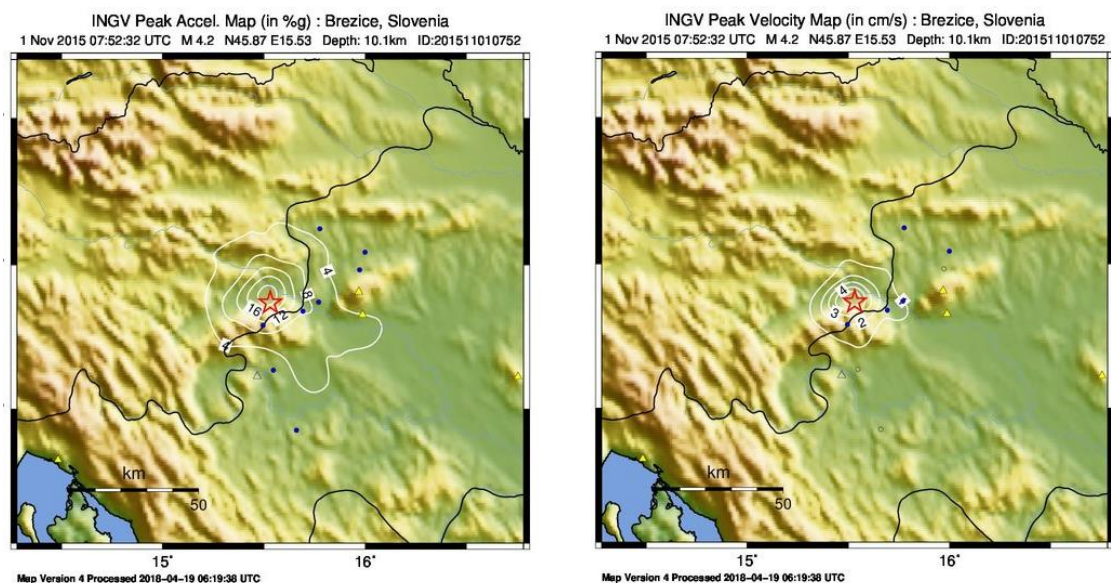 INGV Peak Accel. Map (in %g) : Brezice, Slovenia
1 Nov 2015 07:52:32 UTC M 4.2 N45.87 E15.53 Depth: 10.1km ID:201511010752
4
8
16
12
4
km
50
15°
16°
Map Version 4 Processed 2018-04-19 06:19:38 UTC
INGV Peak Velocity Map (in cm/s) : Brezice, Slovenia
1 Nov 2015 07:52:32 UTC M 4.2 N45.87 E15.53 Depth: 10.1km ID:201511010752
4
3
2
km
50
15°
16°
Map Version 4 Processed 2018-04-19 06:19:38 UTC